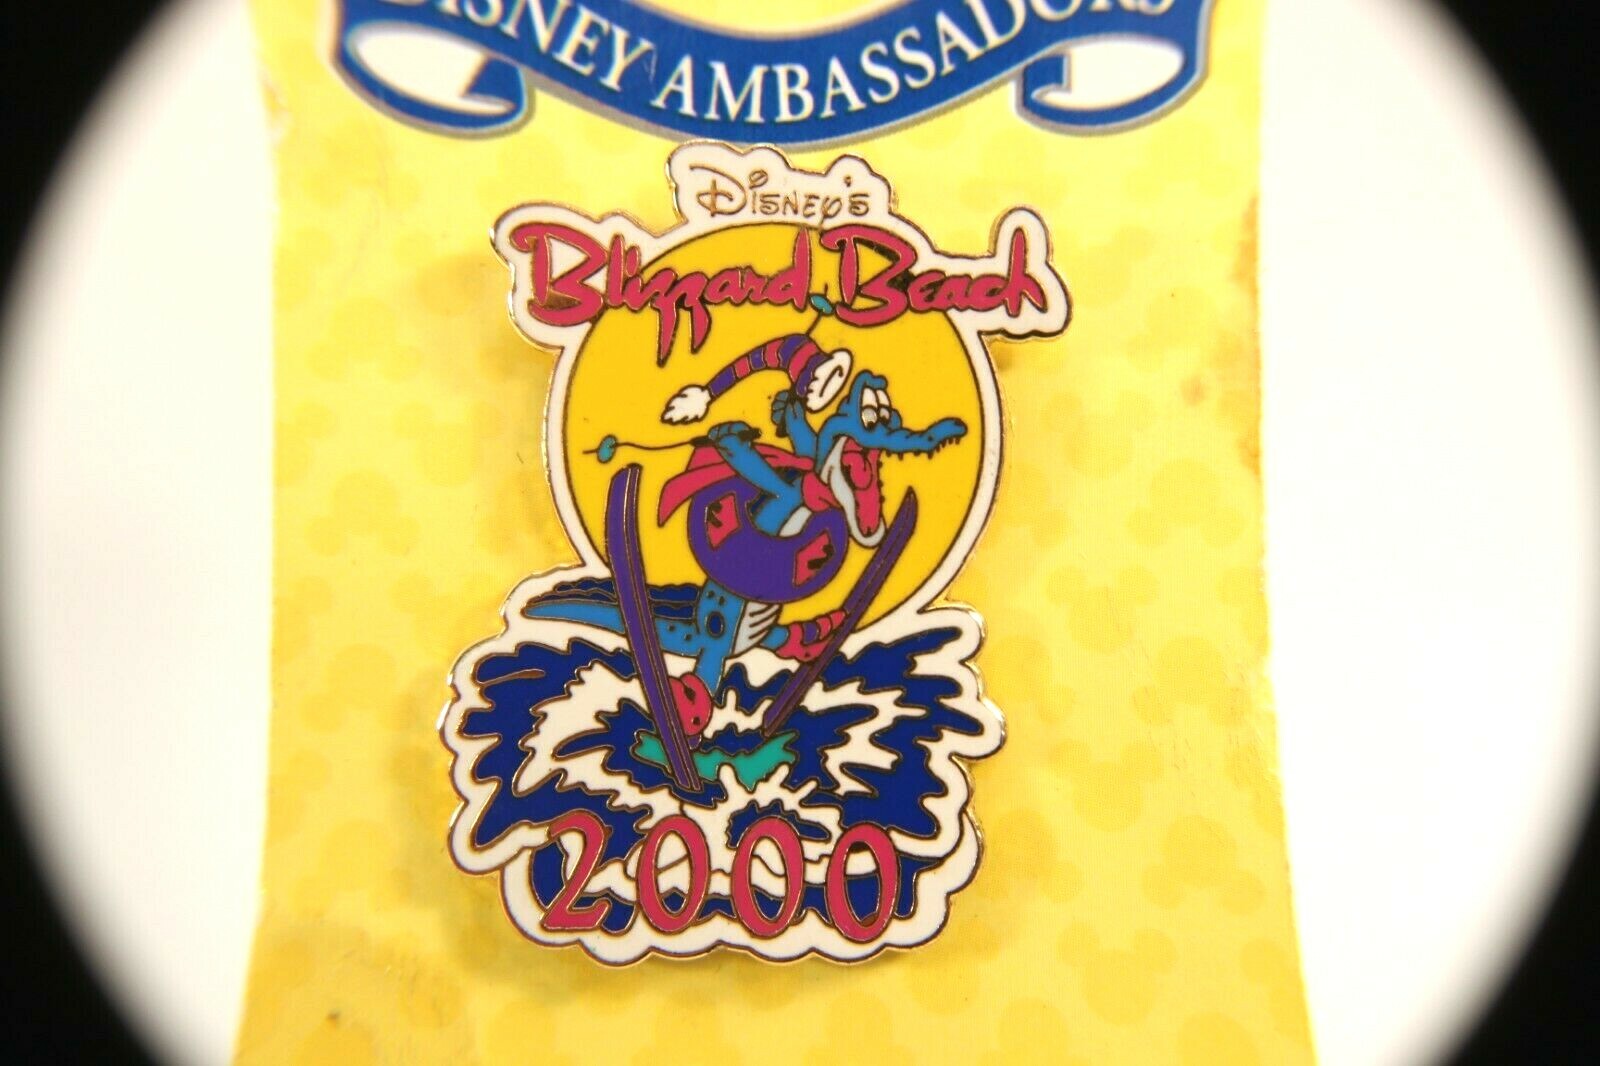 DISNEY AMBASSADORS
Disney's
Blizzard Beach
2000